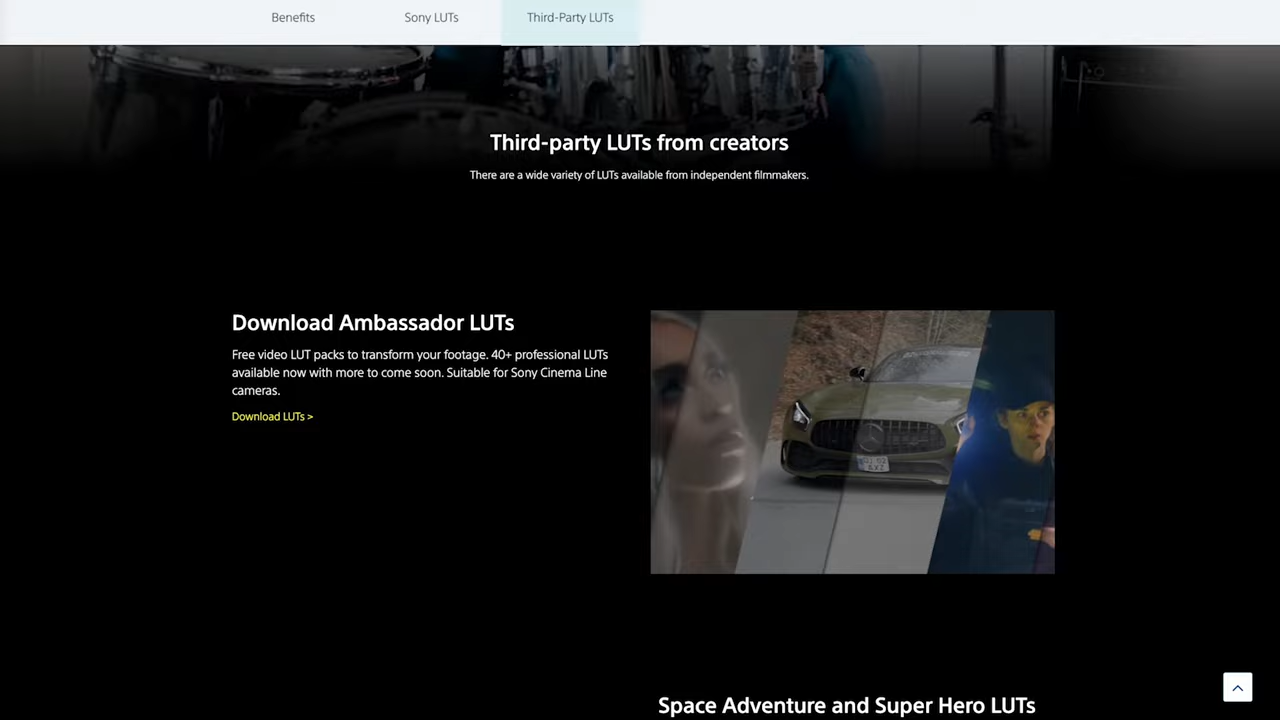 Benefits
Sony LUTs
Third-Party LUTs
Third-party LUTs from creators
There are a wide variety of LUTs available from independent filmmakers.
Download Ambassador LUTs
Free video LUT packs to transform your footage. 40+ professional LUTs
available now with more to come soon. Suitable for Sony Cinema Line
cameras.
Download LUTs >
Space Adventure and Super Hero LUTs